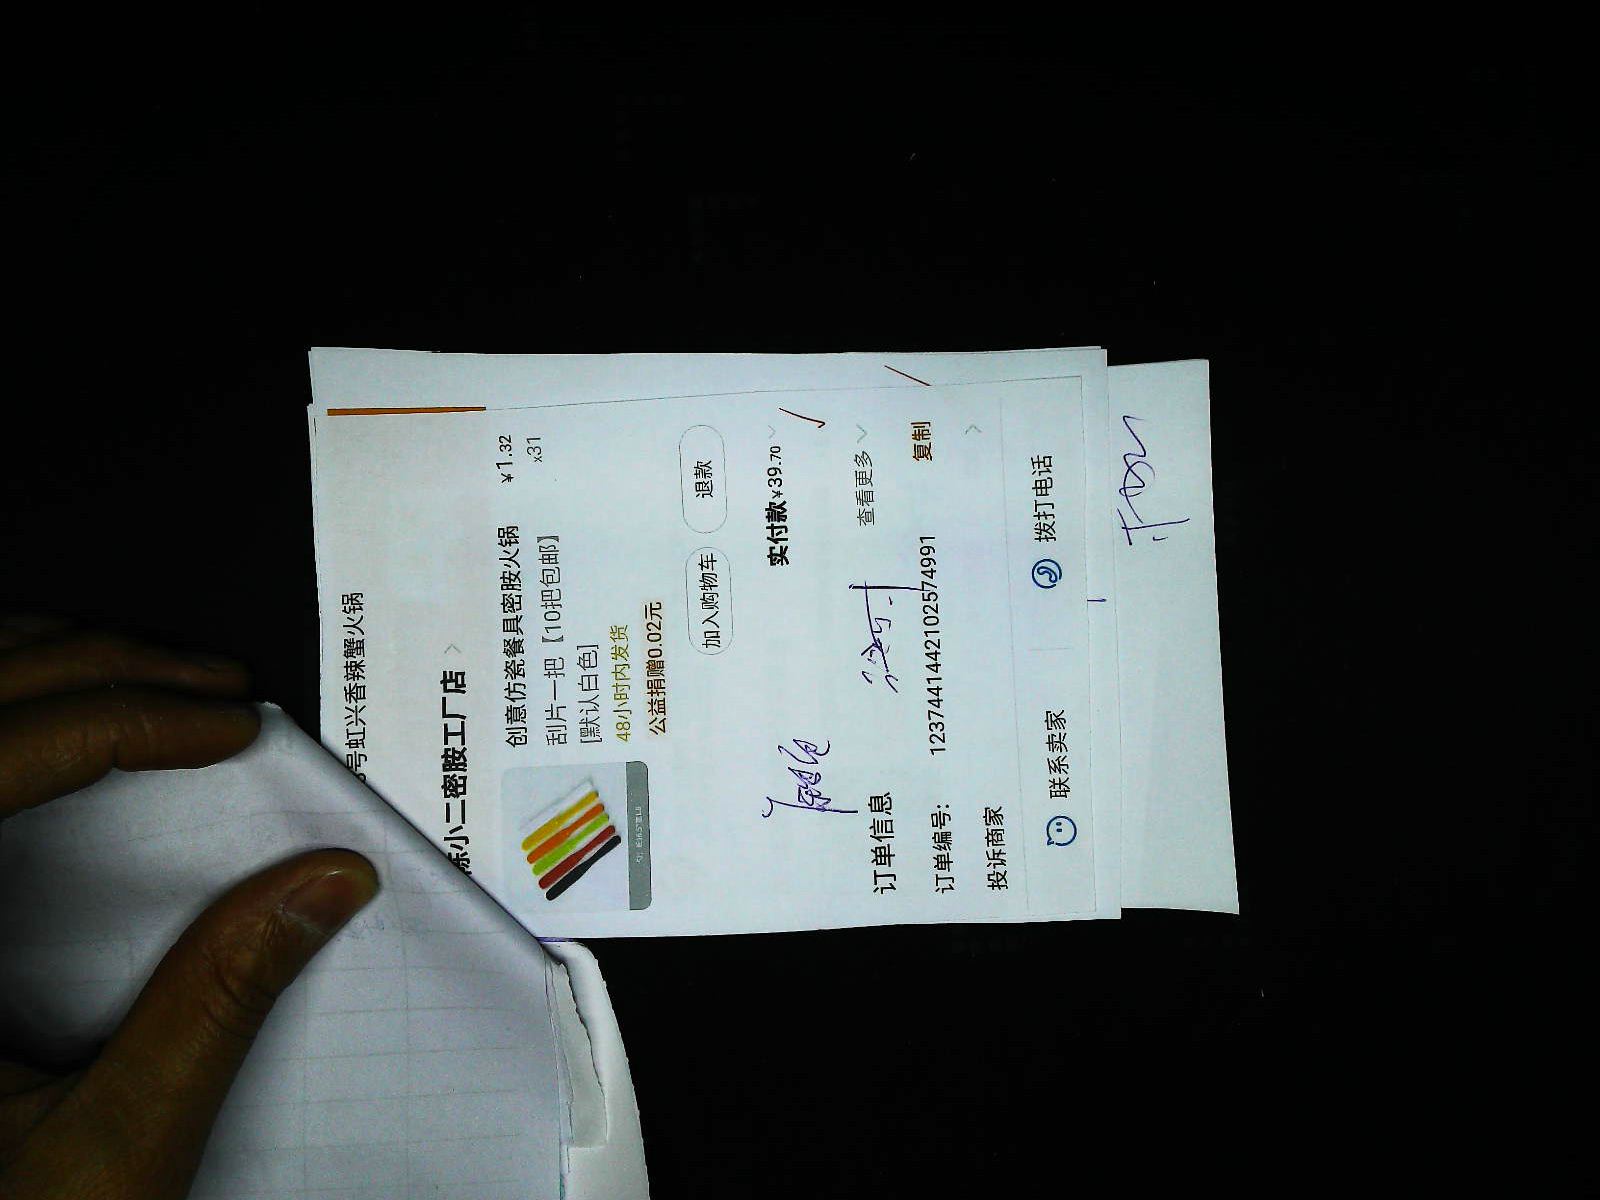 号虹兴香辣蟹火锅
陈小二密胺工厂店
创意仿瓷餐具密胺火锅 ¥1.32
刮片一把【10把包邮】 x31
[默认白色]
48小时内发货
公益捐赠0.02元
加入购物车 退款
实付款¥39.70
查看更多
订单信息
订单编号： 1237441442102574991 复制
投诉商家
联系卖家 拨打电话